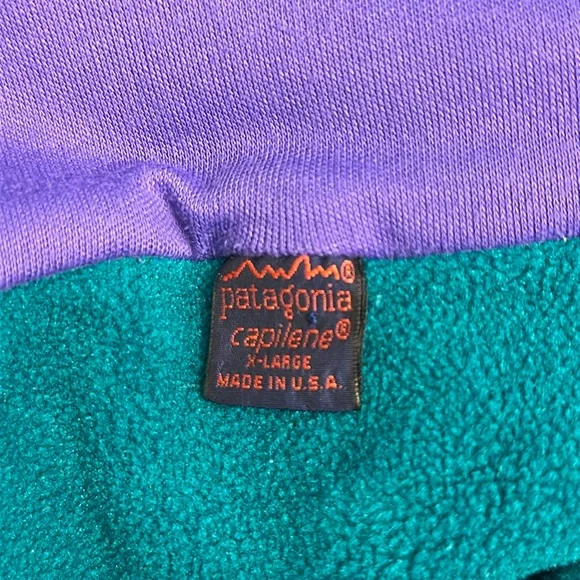 ®
patagonia
capilene®
X-LARGE
MADE IN U.S.A.